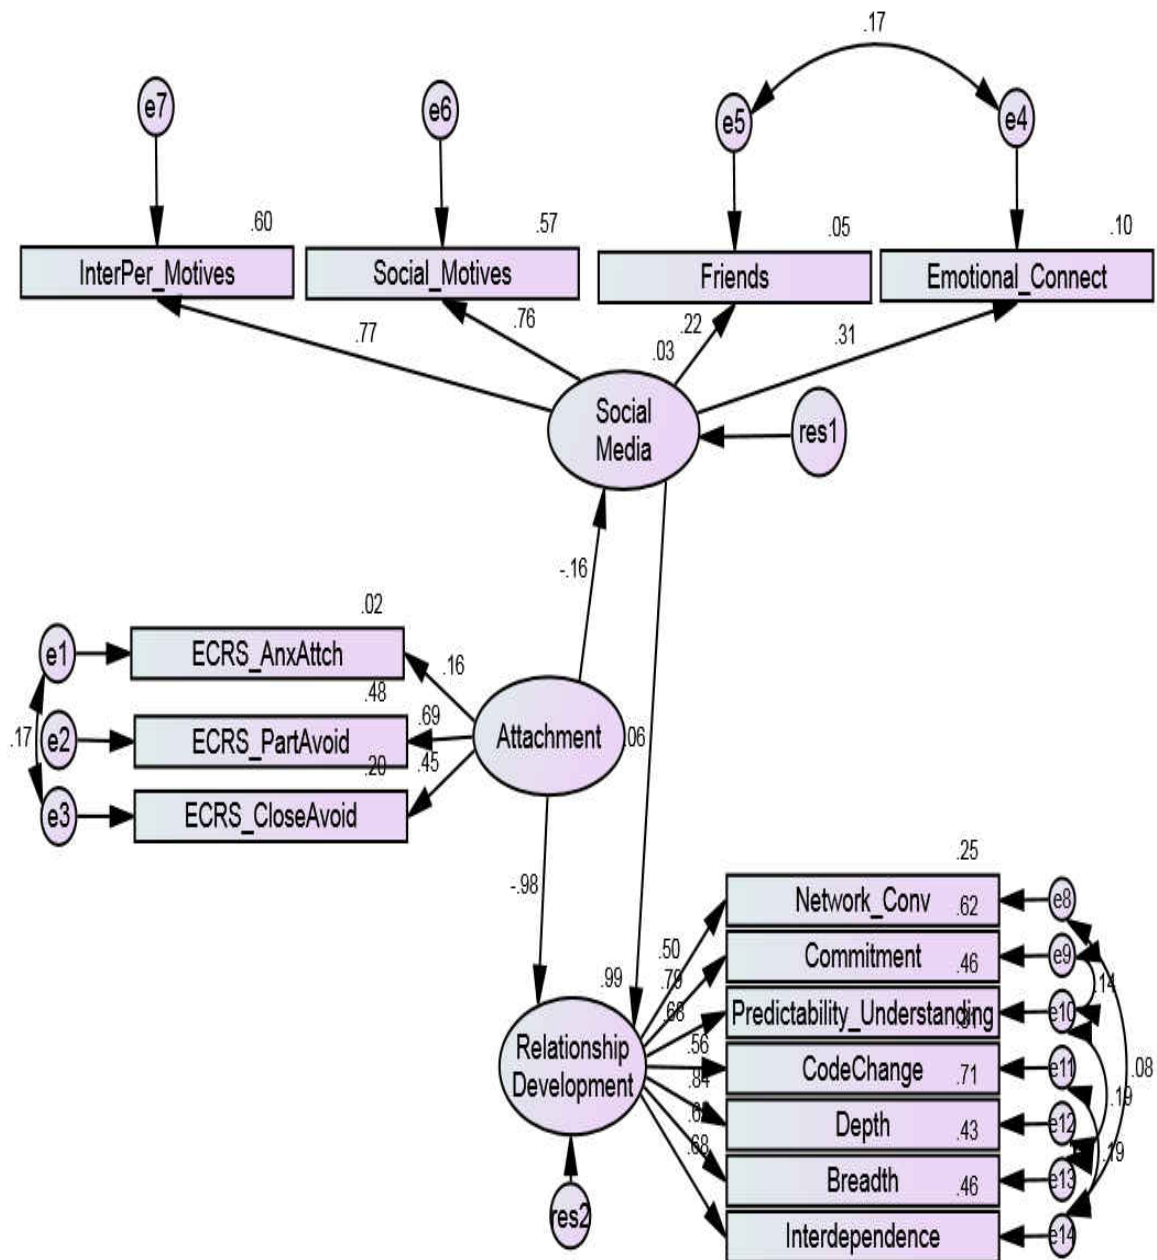 .17
e7
e6
e5
e4
.60
.57
.05
.10
InterPer_Motives
Social_Motives
Friends
Emotional_Connect
.77
.76
.22
.31
.03
Social
Media
res1
-.16
.02
e1
ECRS_AnxAttch
.16
.48
.69
.17
e2
ECRS_PartAvoid
Attachment
.06
.20
.45
e3
ECRS_CloseAvoid
-.98
.25
Network_Conv
.62
e8
.50
Commitment
.46
e9
.79
.99
.14
.68
Predictability_Understanding
e10
Relationship
Development
.56
CodeChange
.71
e11
.08
.84
.19
Depth
.43
e12
.19
Breadth
.46
e13
.68
res2
Interdependence
e14